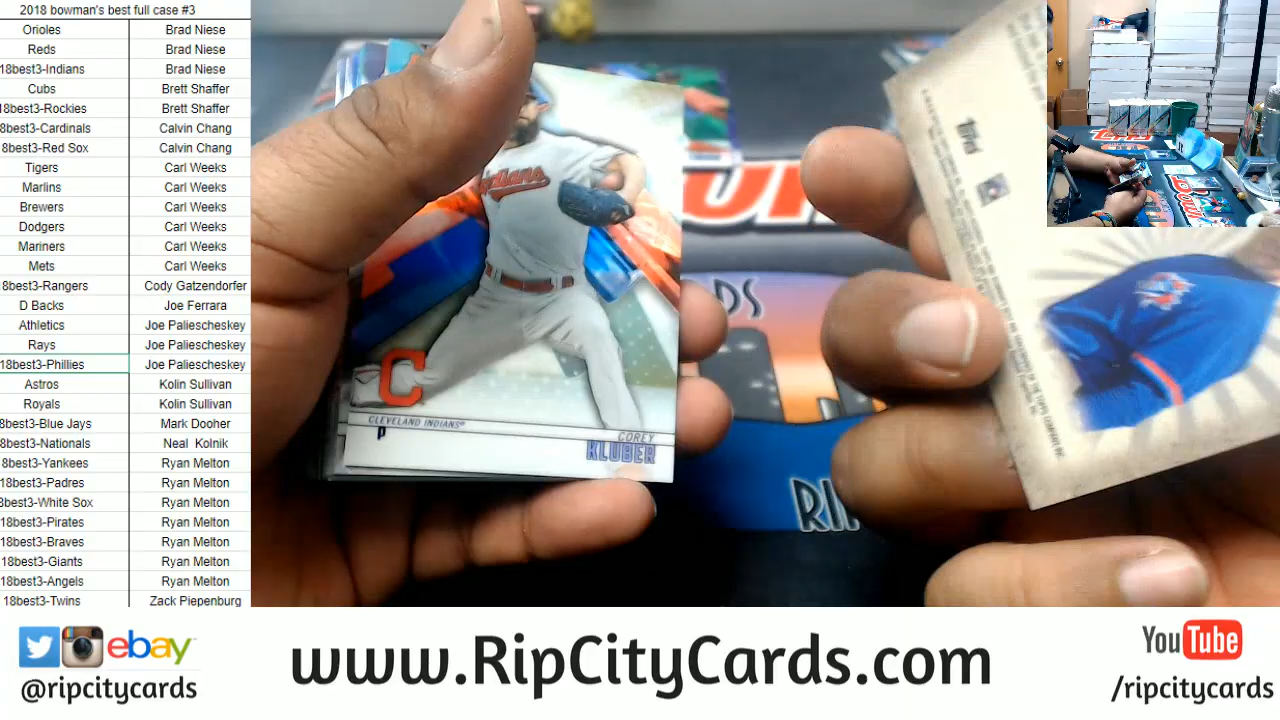 2018 bowman's best full case #3
Orioles Brad Niese
Reds Brad Niese
18best3-Indians Brad Niese
Cubs Brett Shaffer
18best3-Rockies Brett Shaffer
8best3-Cardinals Calvin Chang
8best3-Red Sox Calvin Chang
Tigers Carl Weeks
Marlins Carl Weeks
Brewers Carl Weeks
Dodgers Carl Weeks
Mariners Carl Weeks
Mets Carl Weeks
8best3-Rangers Cody Gatzendorfer
D Backs Joe Ferrara
Athletics Joe Paliescheskey
Rays Joe Paliescheskey
18best3-Phillies Joe Paliescheskey
Astros Kolin Sullivan
Royals Kolin Sullivan
8best3-Blue Jays Mark Dooher
8best3-Nationals Neal Kolnik
8best3-Yankees Ryan Melton
18best3-Padres Ryan Melton
8best3-White Sox Ryan Melton
18best3-Pirates Ryan Melton
18best3-Braves Ryan Melton
18best3-Giants Ryan Melton
18best3-Angels Ryan Melton
18best3-Twins Zack Piepenburg
Indians
C
CLEVELAND INDIANS
P
COREY
KLUBER
topps
RI
ebay
@ripcitycards
www.RipCityCards.com
YouTube
/ripcitycards